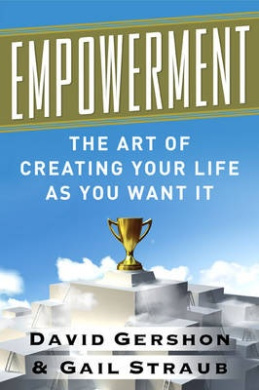 EMPOWERMENT
THE ART OF
CREATING YOUR LIFE
AS YOU WANT IT
DAVID GERSHON
& GAIL STRAUB